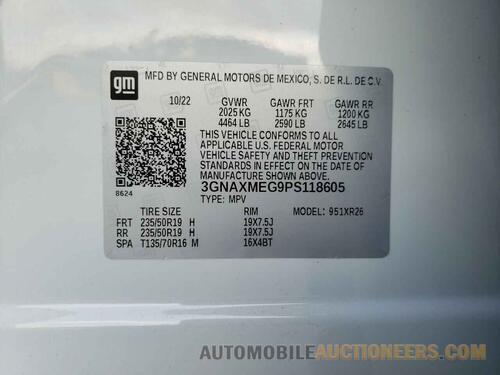 gm
MFD BY GENERAL MOTORS DE MEXICO, S. DE R.L. DE C.V.
10/22 GVWR GAWR FRT GAWR RR
2025 KG 1175 KG 1200 KG
4464 LB 2590 LB 2645 LB
THIS VEHICLE CONFORMS TO ALL APPLICABLE U.S. FEDERAL MOTOR VEHICLE SAFETY AND THEFT PREVENTION STANDARDS IN EFFECT ON THE DATE OF MANUFACTURE SHOWN ABOVE.
8624
3GNAXMEG9PS118605
TYPE: MPV
951XR26
TIRE SIZE RIM
FRT 235/50R19 H 19X7.5J
RR 235/50R19 H 19X7.5J
SPA T135/70R16 M 16X4BT
AUTOMOBILEAUCTIONEERS.COM